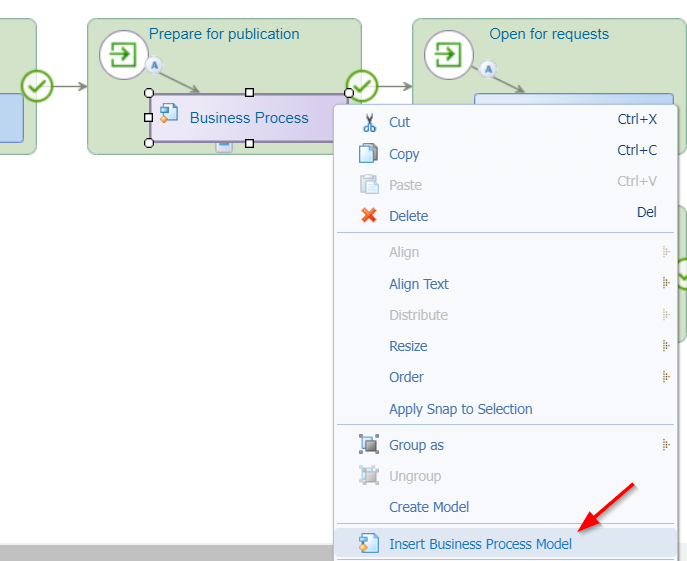 Prepare for publication
Open for requests
A
A
Business Process
Cut Ctrl+X
Copy Ctrl+C
Paste Ctrl+V
Delete Del
Align
Align Text
Distribute
Resize
Order
Apply Snap to Selection
Group as
Ungroup
Create Model
Insert Business Process Model